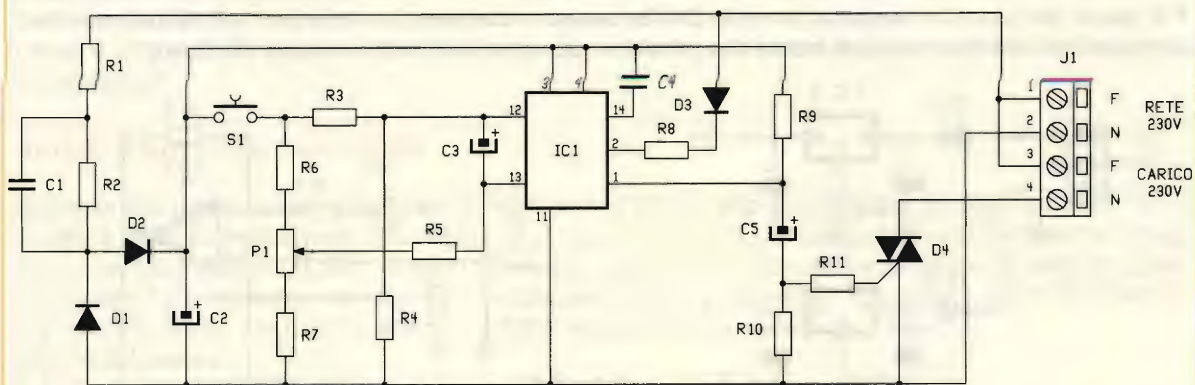 J1
R1
1 F
RETE
230V
2 N
3 F
CARICO
230V
4 N
R3
3 4
C4
D3
R9
S1
12 14
C3 +
R8
IC1
2
R6
C1
R2
13 1
11
D2
R5
C5 +
P1
D4
R11
D1
+ C2
R7
R4
R10